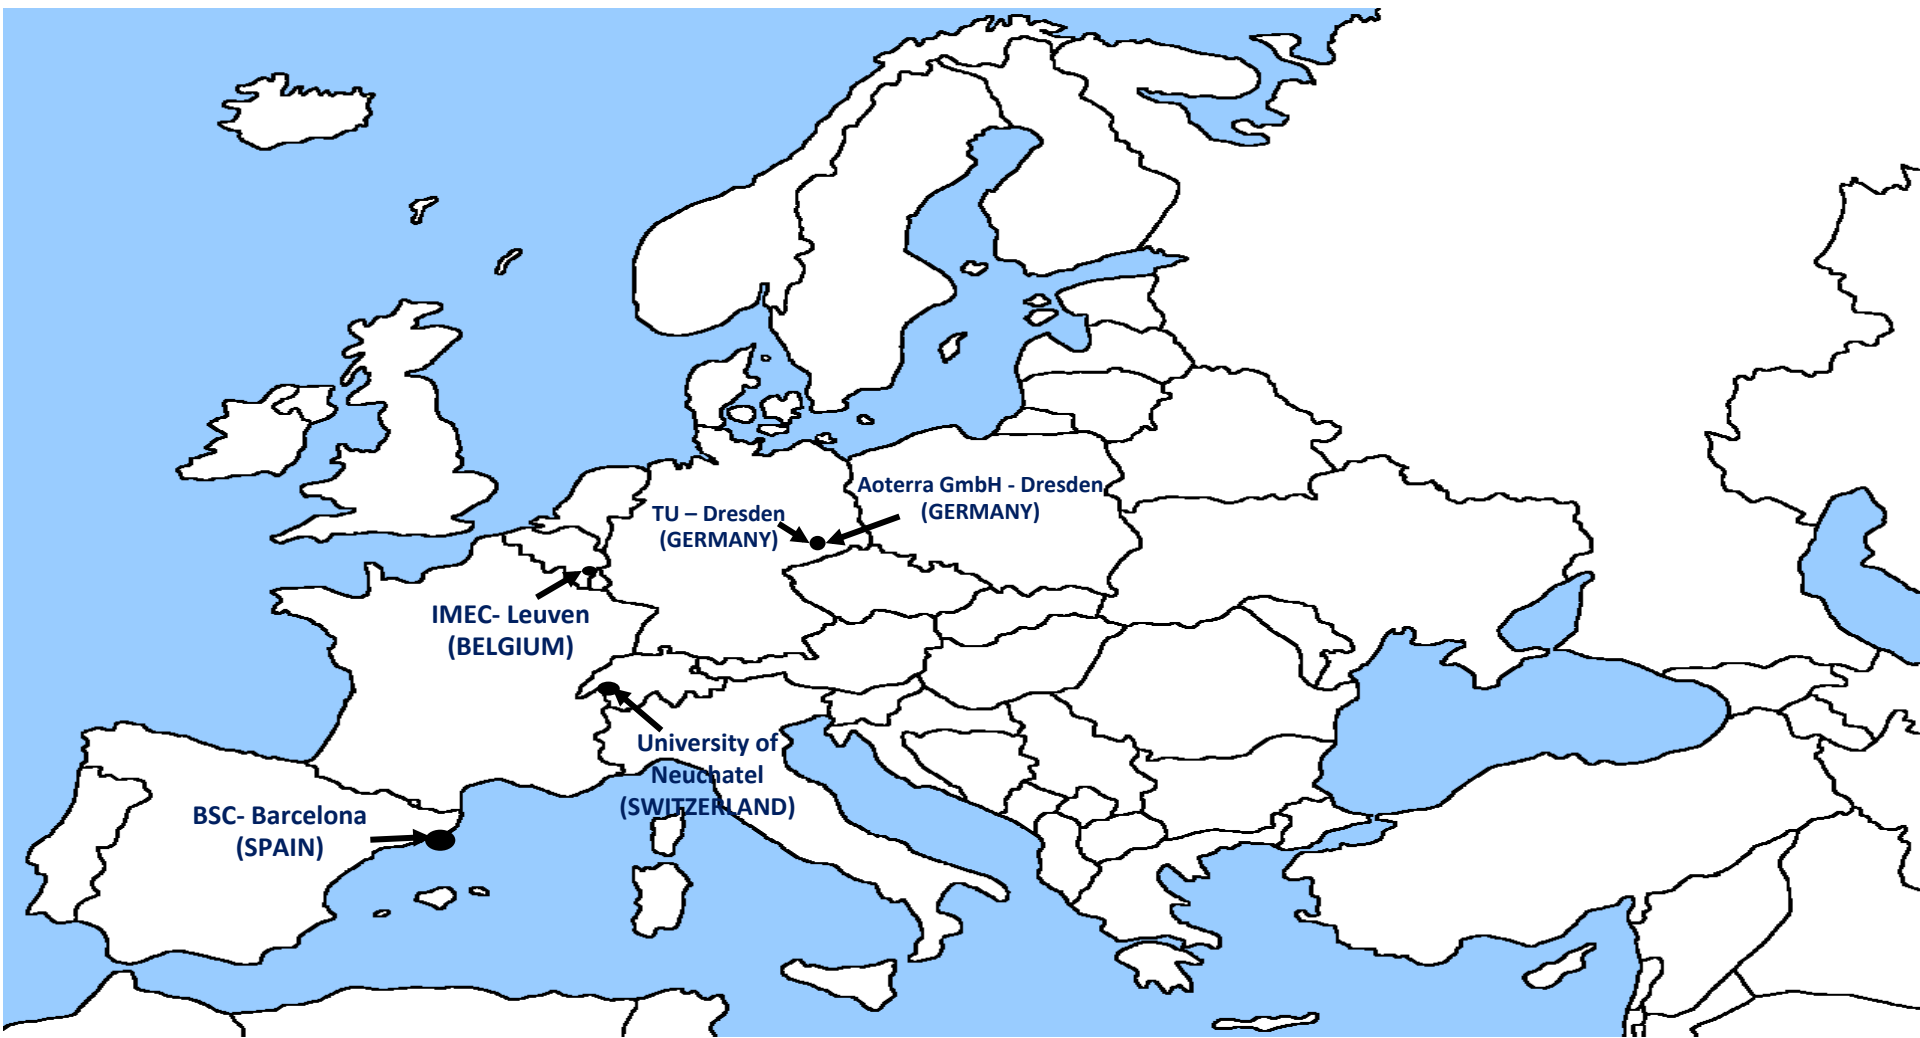 Aoterra GmbH - Dresden
(GERMANY)
TU – Dresden
(GERMANY)
IMEC- Leuven
(BELGIUM)
University of
Neuchatel
(SWITZERLAND)
BSC- Barcelona
(SPAIN)